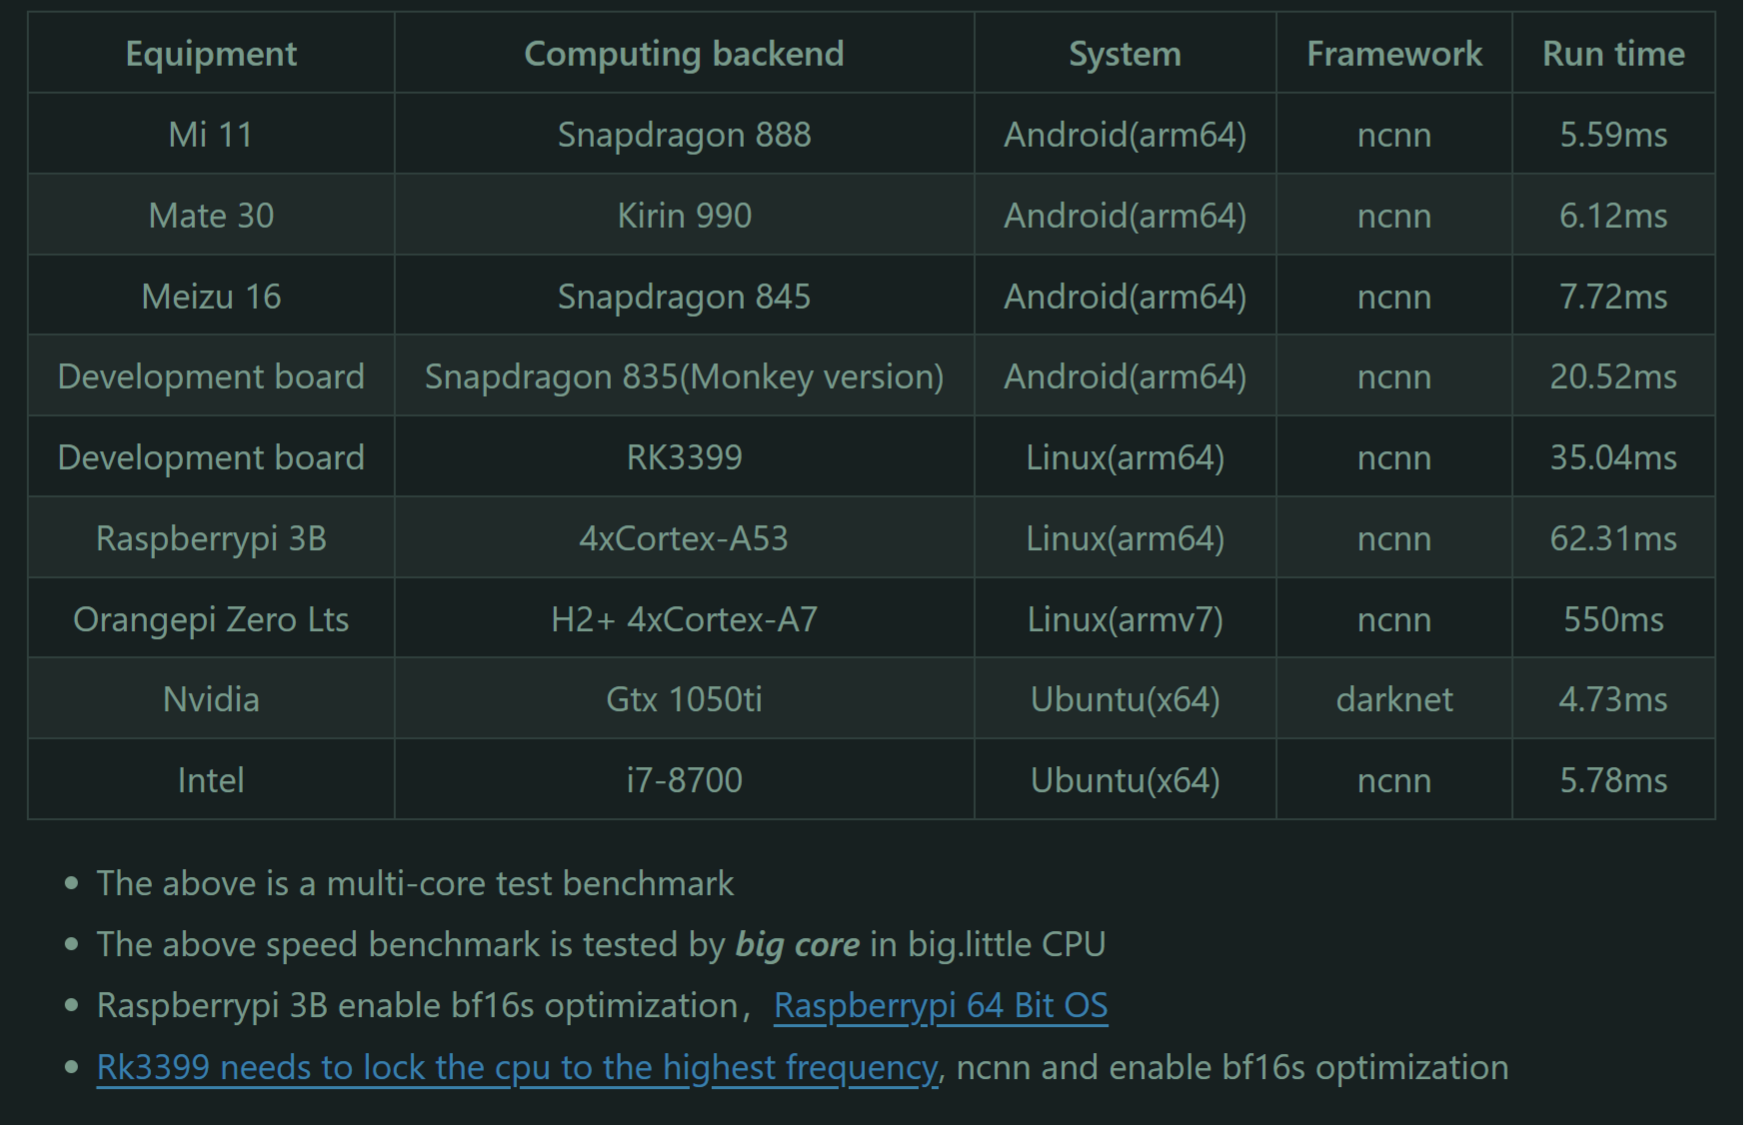 Equipment Computing backend System Framework Run time
Mi 11 Snapdragon 888 Android(arm64) ncnn 5.59ms
Mate 30 Kirin 990 Android(arm64) ncnn 6.12ms
Meizu 16 Snapdragon 845 Android(arm64) ncnn 7.72ms
Development board Snapdragon 835(Monkey version) Android(arm64) ncnn 20.52ms
Development board RK3399 Linux(arm64) ncnn 35.04ms
Raspberrypi 3B 4xCortex-A53 Linux(arm64) ncnn 62.31ms
Orangepi Zero Lts H2+ 4xCortex-A7 Linux(armv7) ncnn 550ms
Nvidia Gtx 1050ti Ubuntu(x64) darknet 4.73ms
Intel i7-8700 Ubuntu(x64) ncnn 5.78ms
• The above is a multi-core test benchmark
• The above speed benchmark is tested by big core in big.little CPU
• Raspberrypi 3B enable bf16s optimization，Raspberrypi 64 Bit OS
• Rk3399 needs to lock the cpu to the highest frequency, ncnn and enable bf16s optimization